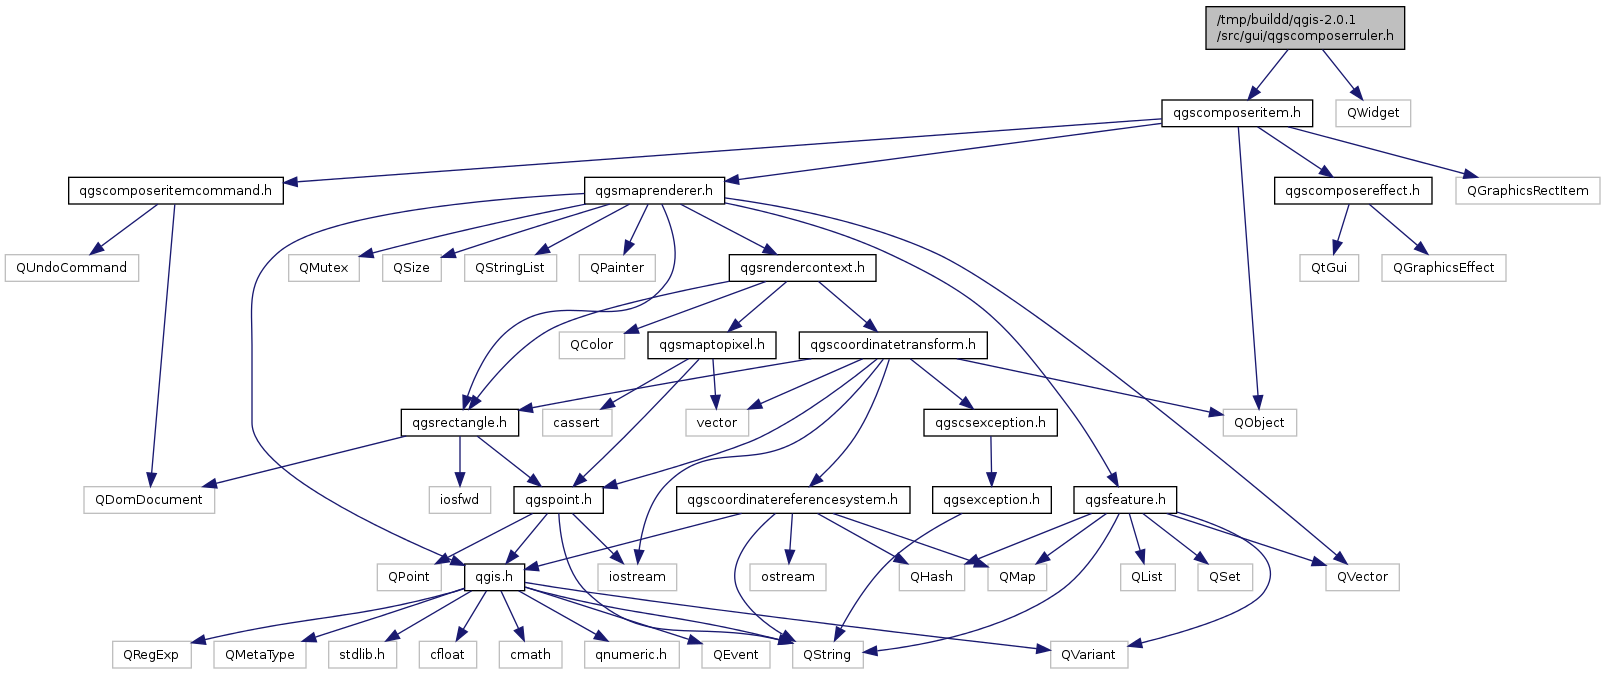 /tmp/buildd/qgis-2.0.1
/src/gui/qgscomposerruler.h
qgscomposeritem.h
QWidget
qgscomposeritemcommand.h
qgsmaprenderer.h
qgscomposereffect.h
QGraphicsRectItem
QUndoCommand
QMutex
QSize
QStringList
QPainter
qgsrendercontext.h
QtGui
QGraphicsEffect
QColor
qgsmaptopixel.h
qgscoordinatetransform.h
qgsrectangle.h
cassert
vector
qgscsexception.h
QObject
QDomDocument
iosfwd
qgspoint.h
qgscoordinatereferencesystem.h
qgsexception.h
qgsfeature.h
QPoint
qgis.h
iostream
ostream
QHash
QMap
QList
QSet
QVector
QRegExp
QMetaType
stdlib.h
cfloat
cmath
qnumeric.h
QEvent
QString
QVariant